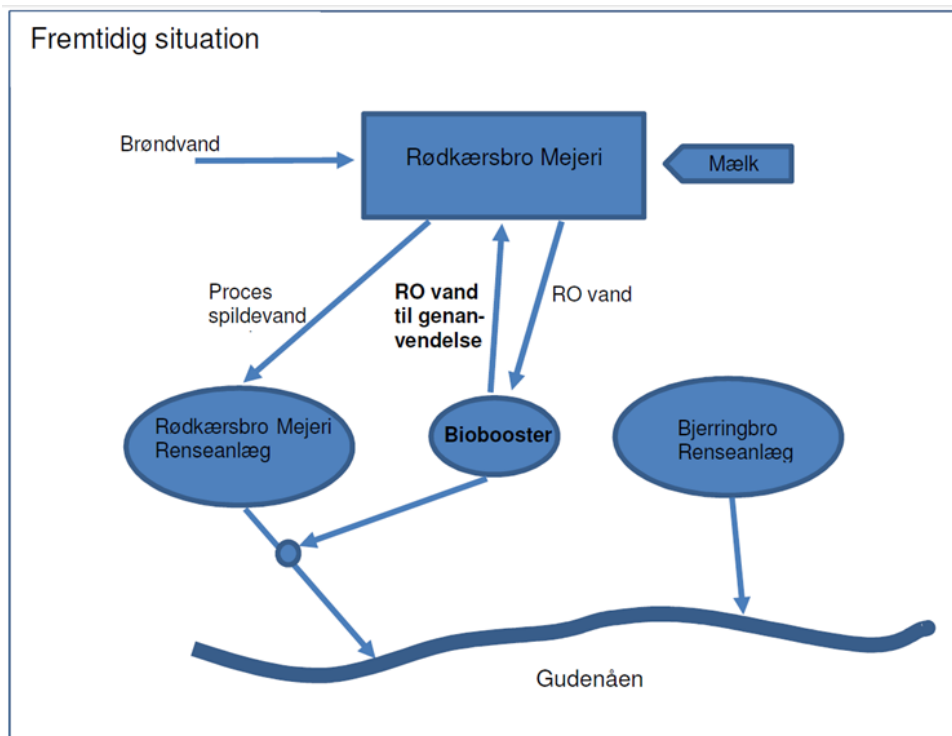 Fremtidig situation
Brøndvand
Rødkærsbro Mejeri
Mælk
Proces
spildevand
RO vand
til genan-
vendelse
RO vand
Rødkærsbro Mejeri
Renseanlæg
Biobooster
Bjerringbro
Renseanlæg
Gudenåen